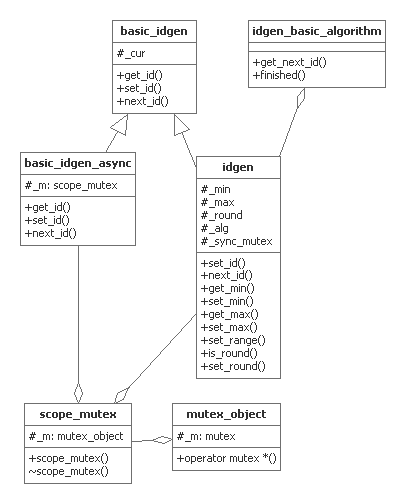 basic_idgen
#_cur
+get_id()
+set_id()
+next_id()
idgen_basic_algorithm
+get_next_id()
+finished()
basic_idgen_async
#_m: scope_mutex
+get_id()
+set_id()
+next_id()
idgen
#_min
#_max
#_round
#_alg
#_sync_mutex
+set_id()
+next_id()
+get_min()
+set_min()
+get_max()
+set_max()
+set_range()
+is_round()
+set_round()
scope_mutex
#_m: mutex_object
+scope_mutex()
~scope_mutex()
mutex_object
#_m: mutex
+operator mutex *()